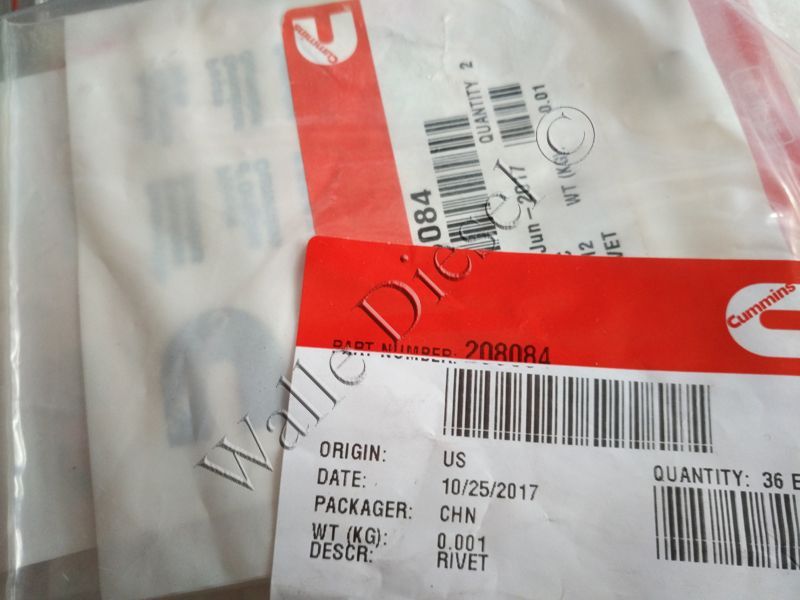 Cummins
QUANTITY 2
0.01
084
Jun-2017
WT (KG):
RIVET
Walle Diesel ©
Cummins
PART NUMBER: 208084
ORIGIN: US
QUANTITY: 36 E
DATE: 10/25/2017
PACKAGER: CHN
WT (KG): 0.001
DESCR: RIVET